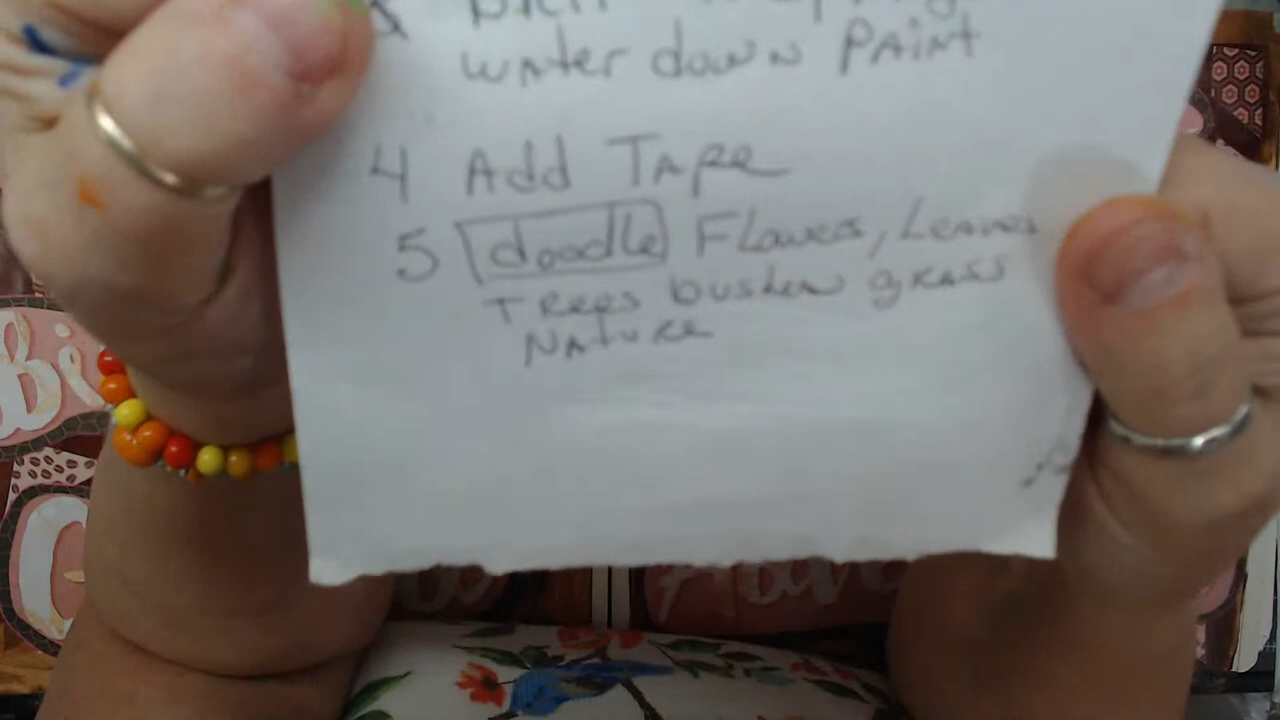 water down PAint
4 Add TApe
5 doodle Flowers, Leaves
Trees bushes grass
NAture